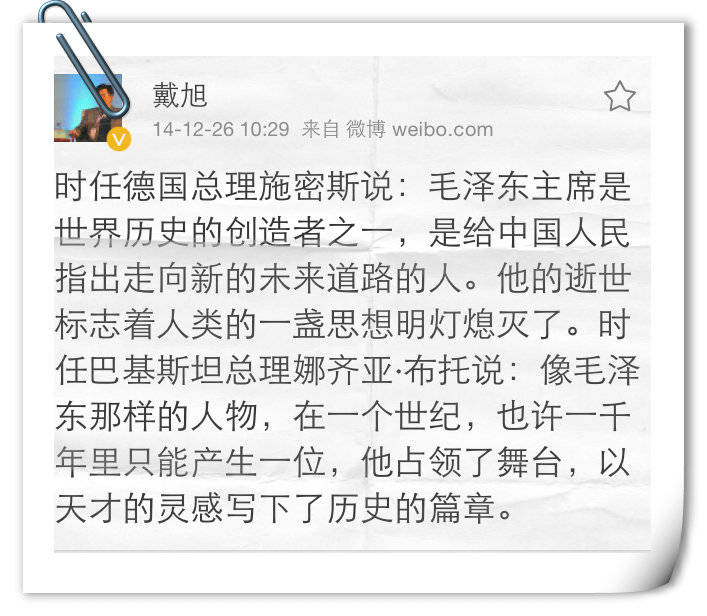 戴旭
14-12-26 10:29 来自 微博 weibo.com
时任德国总理施密斯说：毛泽东主席是
世界历史的创造者之一，是给中国人民
指出走向新的未来道路的人。他的逝世
标志着人类的一盏思想明灯熄灭了。时
任巴基斯坦总理娜齐亚·布托说：像毛泽
东那样的人物，在一个世纪，也许一千
年里只能产生一位，他占领了舞台，以
天才的灵感写下了历史的篇章。